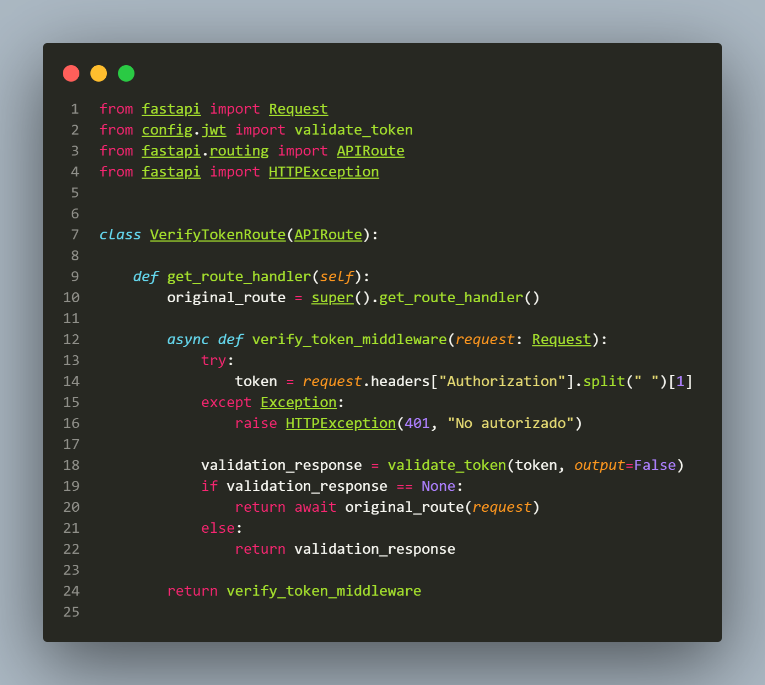 1 from fastapi import Request
2 from config.jwt import validate_token
3 from fastapi.routing import APIRoute
4 from fastapi import HTTPException
5
6
7 class VerifyTokenRoute(APIRoute):
8
9     def get_route_handler(self):
10         original_route = super().get_route_handler()
11
12         async def verify_token_middleware(request: Request):
13             try:
14                 token = request.headers["Authorization"].split(" ")[1]
15             except Exception:
16                 raise HTTPException(401, "No autorizado")
17
18             validation_response = validate_token(token, output=False)
19             if validation_response == None:
20                 return await original_route(request)
21             else:
22                 return validation_response
23
24         return verify_token_middleware
25